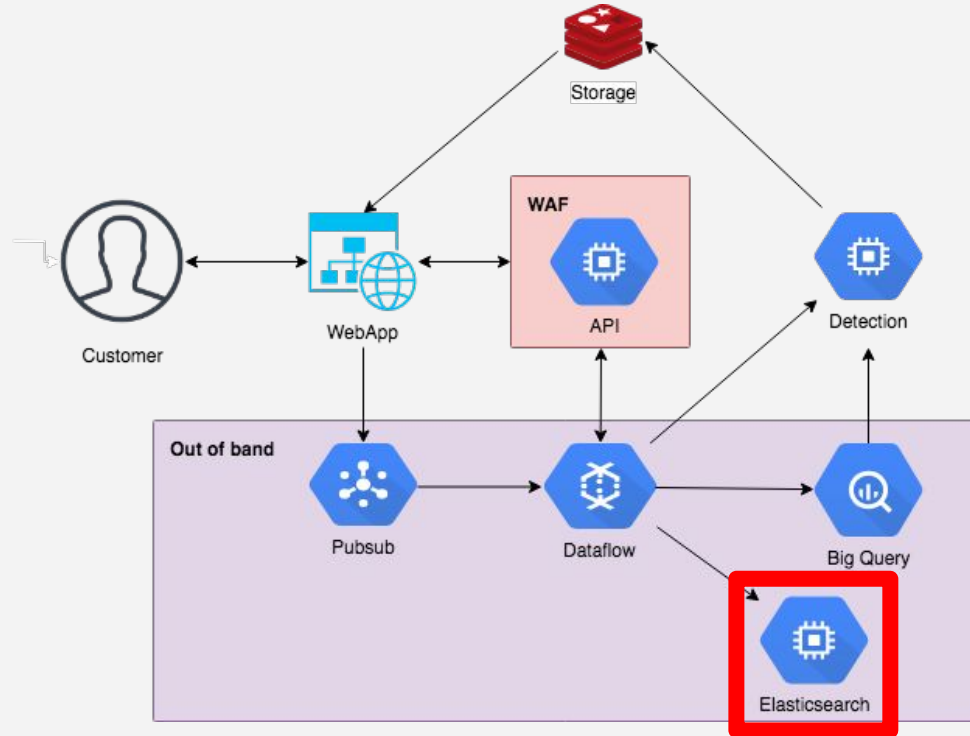 Storage
WAF
API
WebApp
Customer
Detection
Out of band
Pubsub
Dataflow
Big Query
Elasticsearch